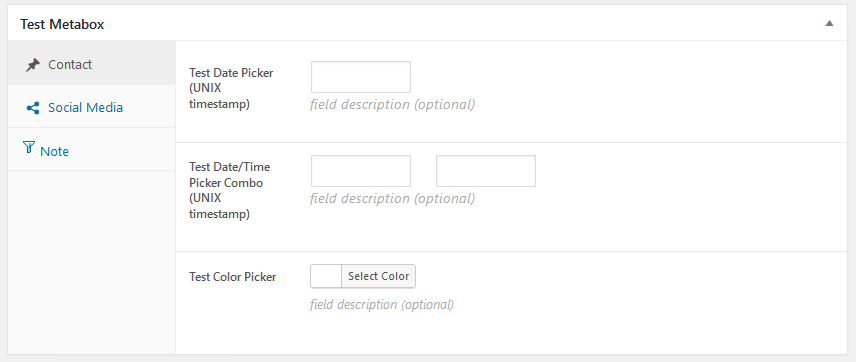 Test Metabox
Contact
Social Media
Note
Test Date Picker
(UNIX
timestamp)
field description (optional)
Test Date/Time
Picker Combo
(UNIX
timestamp)
field description (optional)
Test Color Picker
Select Color
field description (optional)